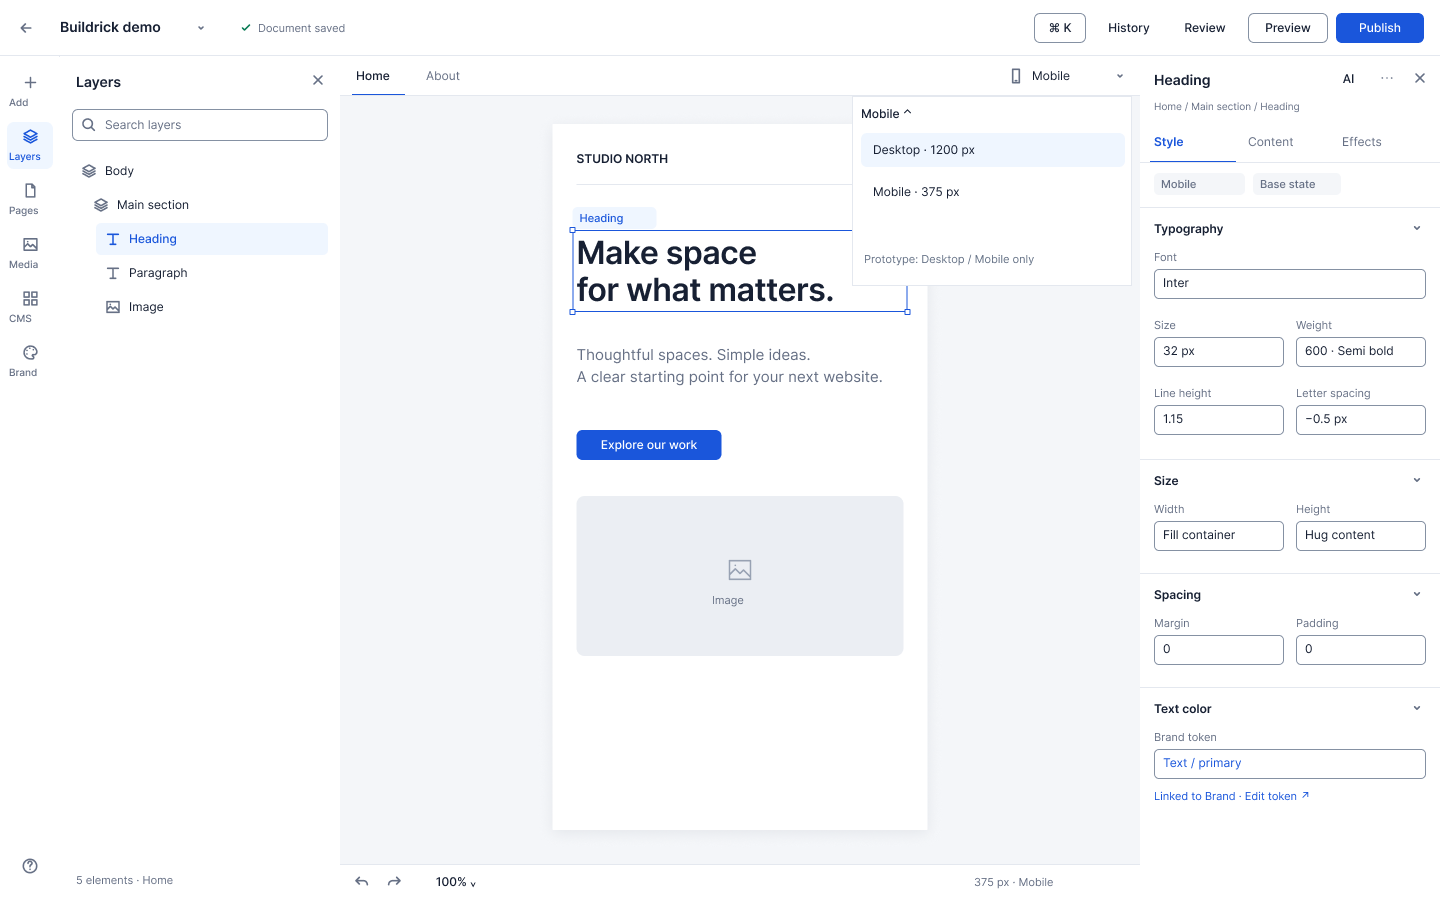 Buildrick demo
Document saved
⌘ K
History
Review
Preview
Publish
Add
Layers
Pages
Media
CMS
Brand
Layers
Search layers
Body
Main section
Heading
Paragraph
Image
5 elements · Home
Home
About
Mobile
Mobile
Desktop · 1200 px
Mobile · 375 px
Prototype: Desktop / Mobile only
STUDIO NORTH
Heading
Make space
for what matters.
Thoughtful spaces. Simple ideas.
A clear starting point for your next website.
Explore our work
Image
100%
375 px · Mobile
Heading
AI
Home / Main section / Heading
Style
Content
Effects
Mobile
Base state
Typography
Font
Inter
Size
Weight
32 px
600 · Semi bold
Line height
Letter spacing
1.15
−0.5 px
Size
Width
Height
Fill container
Hug content
Spacing
Margin
Padding
0
0
Text color
Brand token
Text / primary
Linked to Brand · Edit token ↗